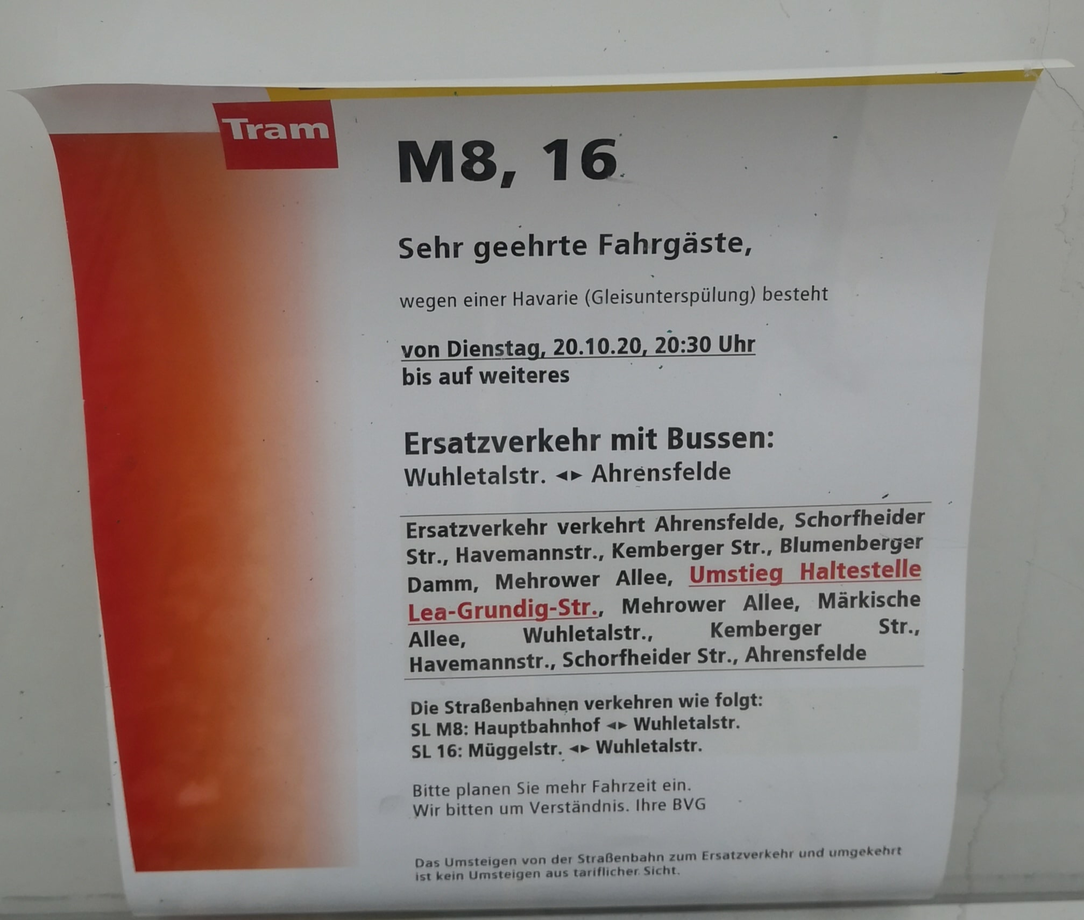 Tram
M8, 16
Sehr geehrte Fahrgäste,
wegen einer Havarie (Gleisunterspülung) besteht
von Dienstag, 20.10.20, 20:30 Uhr
bis auf weiteres
Ersatzverkehr mit Bussen:
Wuhletalstr. ◄► Ahrensfelde
Ersatzverkehr verkehrt Ahrensfelde, Schorfheider
Str., Havemannstr., Kemberger Str., Blumenberger
Damm, Mehrower Allee, Umstieg Haltestelle
Lea-Grundig-Str., Mehrower Allee, Märkische
Allee, Wuhletalstr., Kemberger Str.,
Havemannstr., Schorfheider Str., Ahrensfelde
Die Straßenbahnen verkehren wie folgt:
SL M8: Hauptbahnhof ◄► Wuhletalstr.
SL 16: Müggelstr. ◄► Wuhletalstr.
Bitte planen Sie mehr Fahrzeit ein.
Wir bitten um Verständnis. Ihre BVG
Das Umsteigen von der Straßenbahn zum Ersatzverkehr und umgekehrt
ist kein Umsteigen aus tariflicher Sicht.